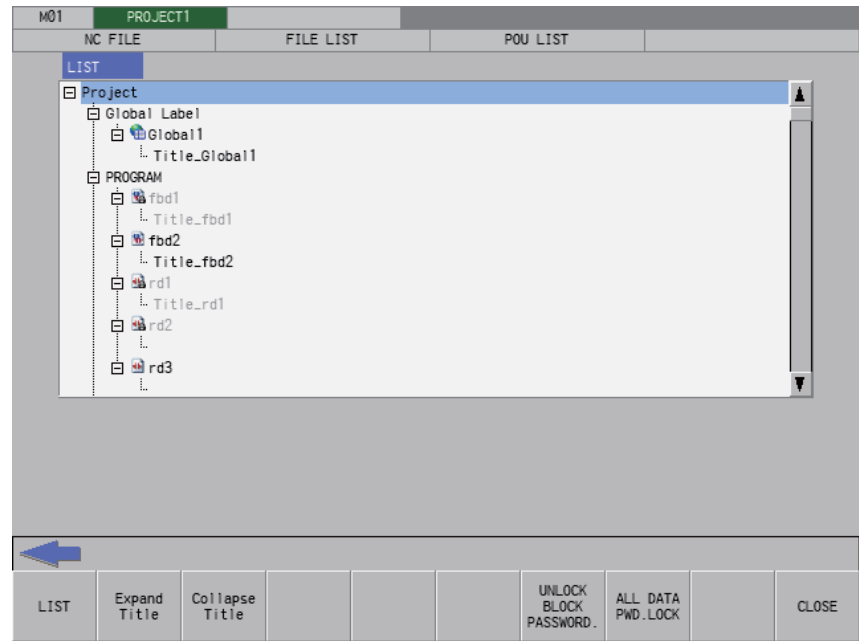 M01 PROJECT1
NC FILE FILE LIST POU LIST
LIST
Project
Global Label
Global1
Title_Global1
PROGRAM
fbd1
Title_fbd1
fbd2
Title_fbd2
rd1
Title_rd1
rd2
rd3
LIST
Expand
Title
Collapse
Title
UNLOCK
BLOCK
PASSWORD.
ALL DATA
PWD.LOCK
CLOSE